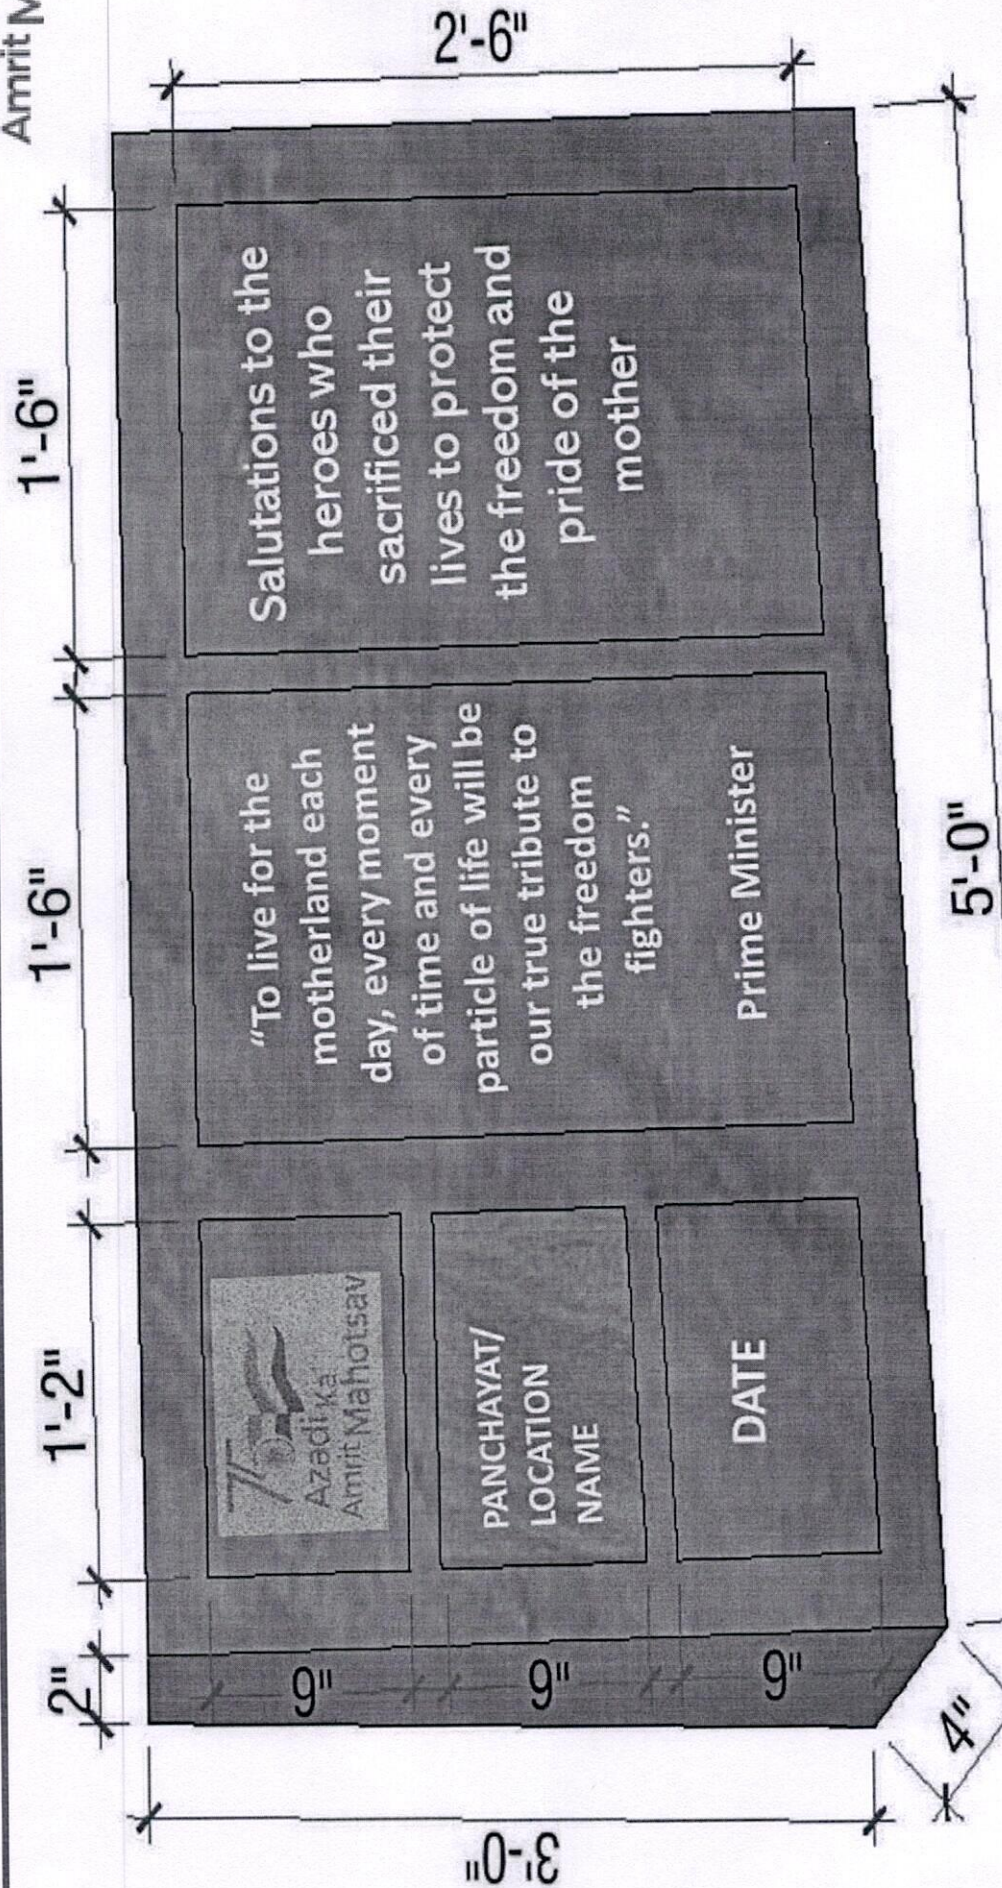 Amrit
2'-6"
1'-6"
1'-6"
1'-2"
2"
Salutations to the
heroes who
sacrificed their
lives to protect
the freedom and
pride of the
mother
"To live for the
motherland each
day, every moment
of time and every
particle of life will be
our true tribute to
the freedom
fighters."
Prime Minister
75
Azadi Ka
Amrit Mahotsav
PANCHAYAT/
LOCATION
NAME
DATE
5'-0"
3'-0"
4"